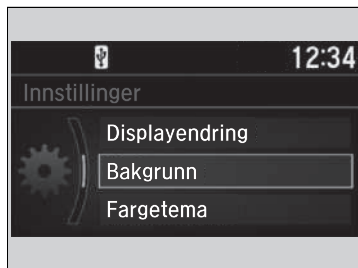 12:34
Innstillinger
Displayendring
Bakgrunn
Fargetema